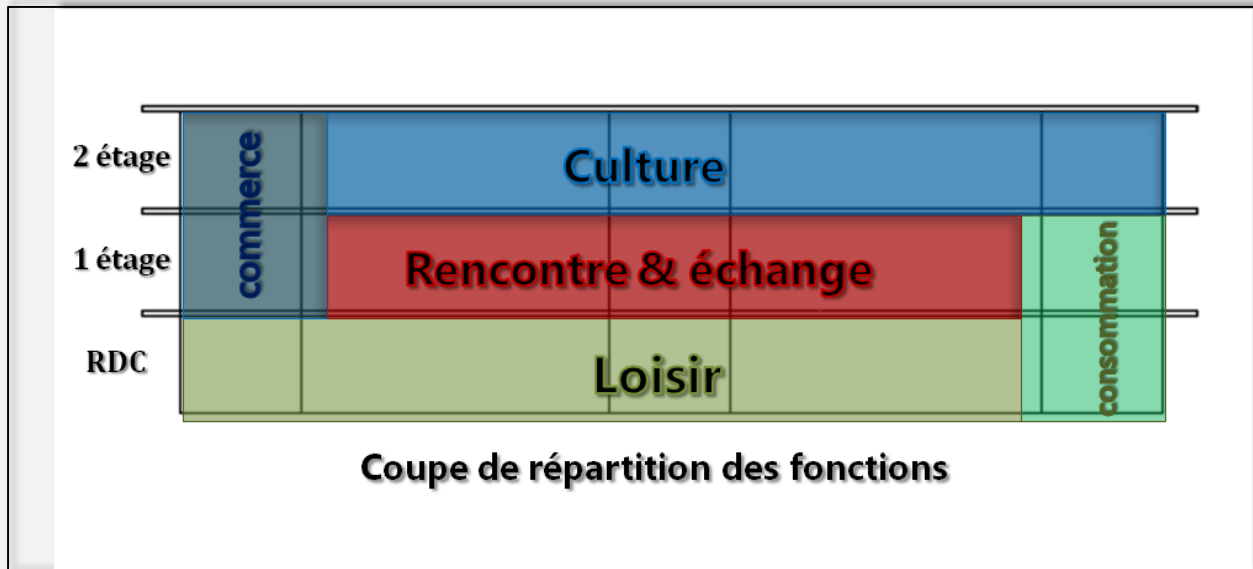 2 étage
commerce
Culture
1 étage
Rencontre & échange
consommation
RDC
Loisir
Coupe de répartition des fonctions